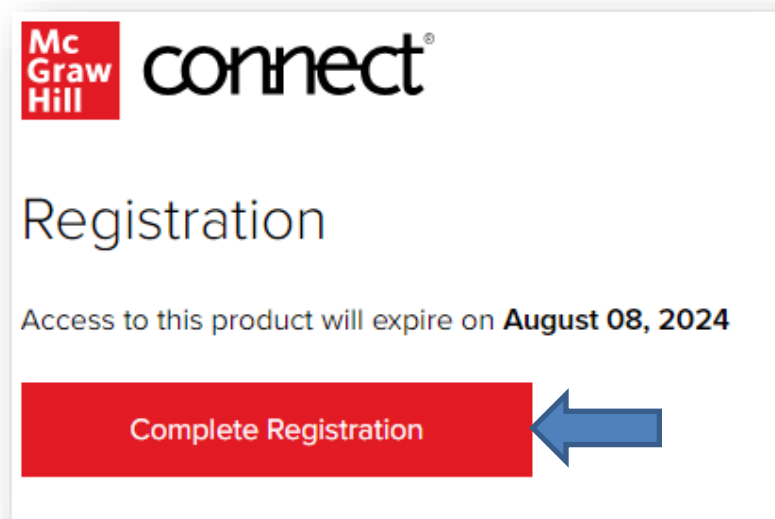 Mc
Graw
Hill
connect®
Registration
Access to this product will expire on August 08, 2024
Complete Registration